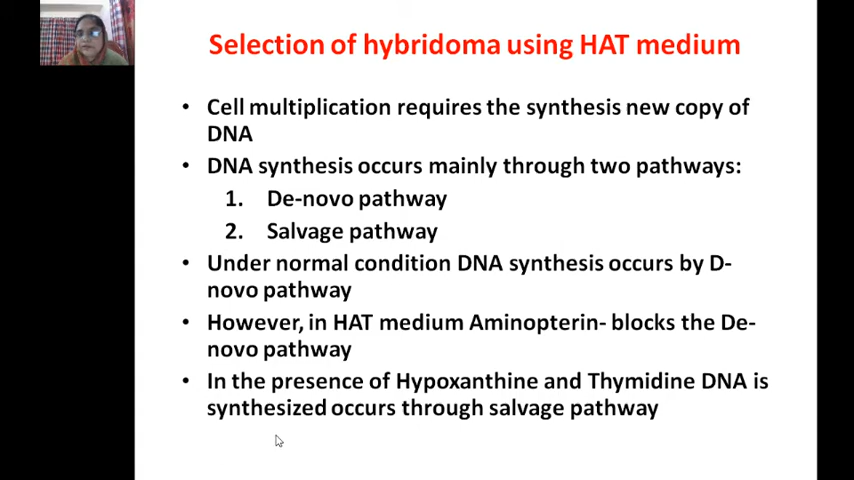 Selection of hybridoma using HAT medium
• Cell multiplication requires the synthesis new copy of
DNA
• DNA synthesis occurs mainly through two pathways:
1. De-novo pathway
2. Salvage pathway
• Under normal condition DNA synthesis occurs by D-
novo pathway
• However, in HAT medium Aminopterin- blocks the De-
novo pathway
• In the presence of Hypoxanthine and Thymidine DNA is
synthesized occurs through salvage pathway